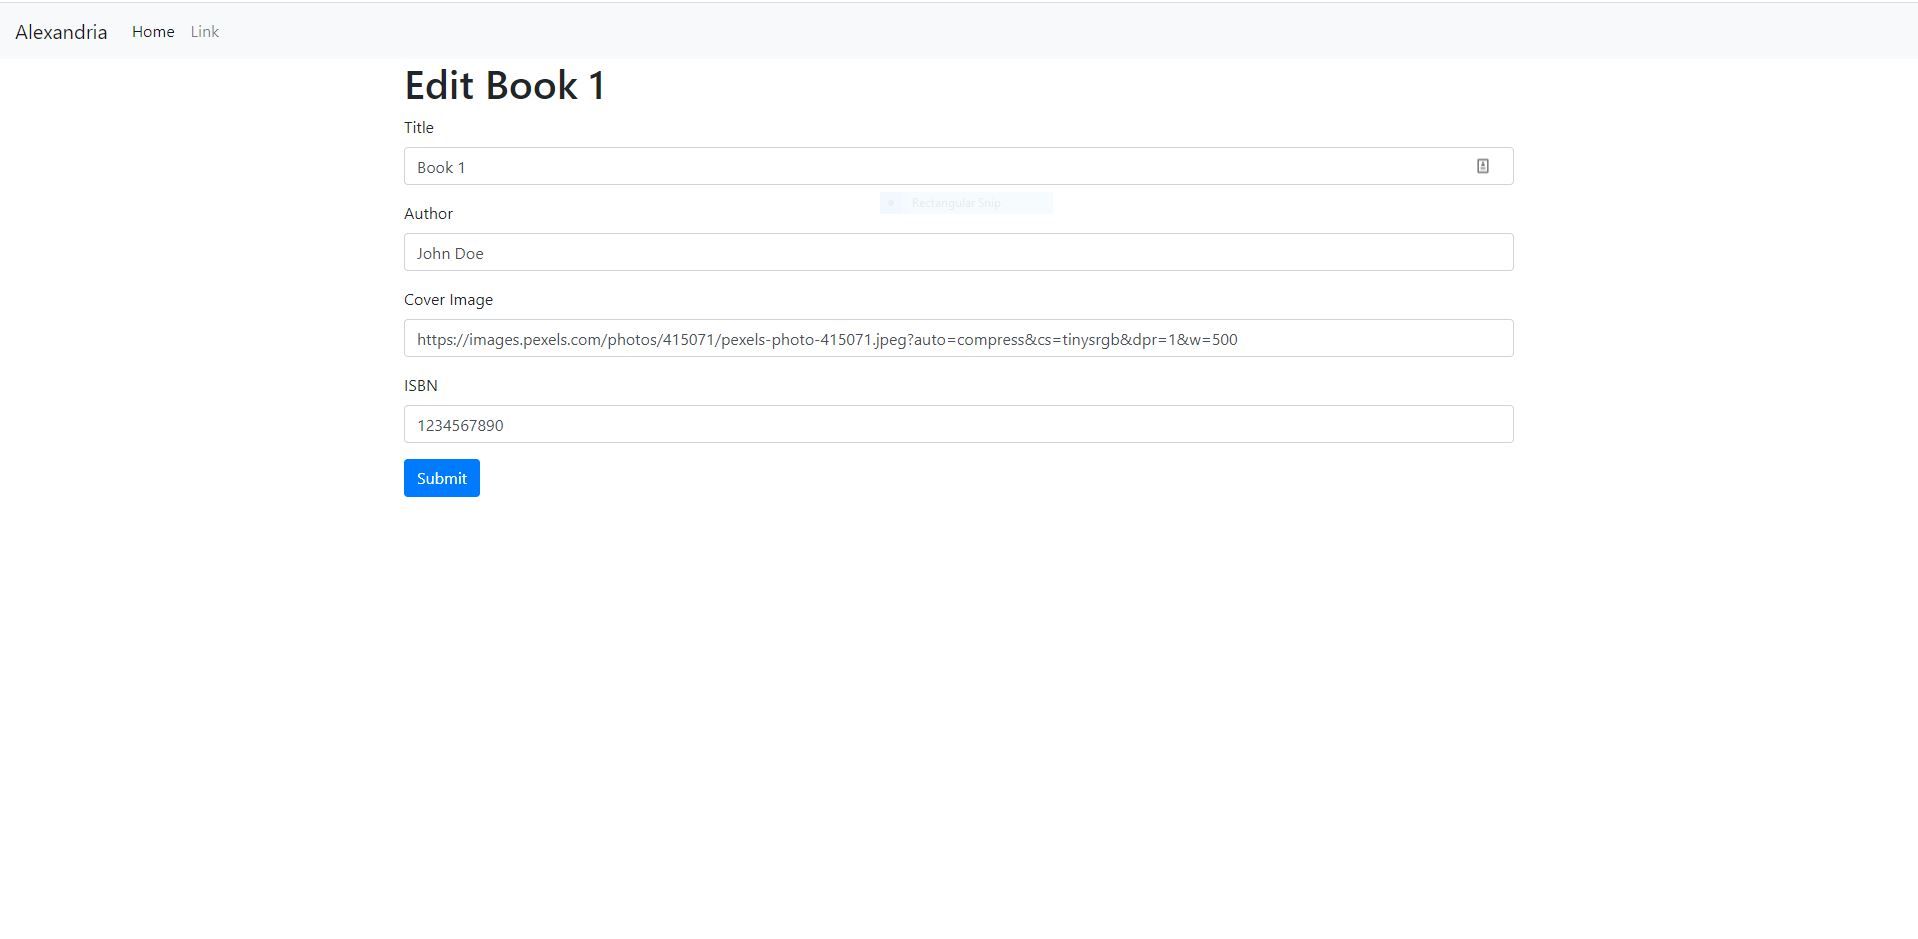 Alexandria Home Link
Edit Book 1
Title
Book 1
Rectangular Snip
Author
John Doe
Cover Image
https://images.pexels.com/photos/415071/pexels-photo-415071.jpeg?auto=compress&cs=tinysrgb&dpr=1&w=500
ISBN
1234567890
Submit